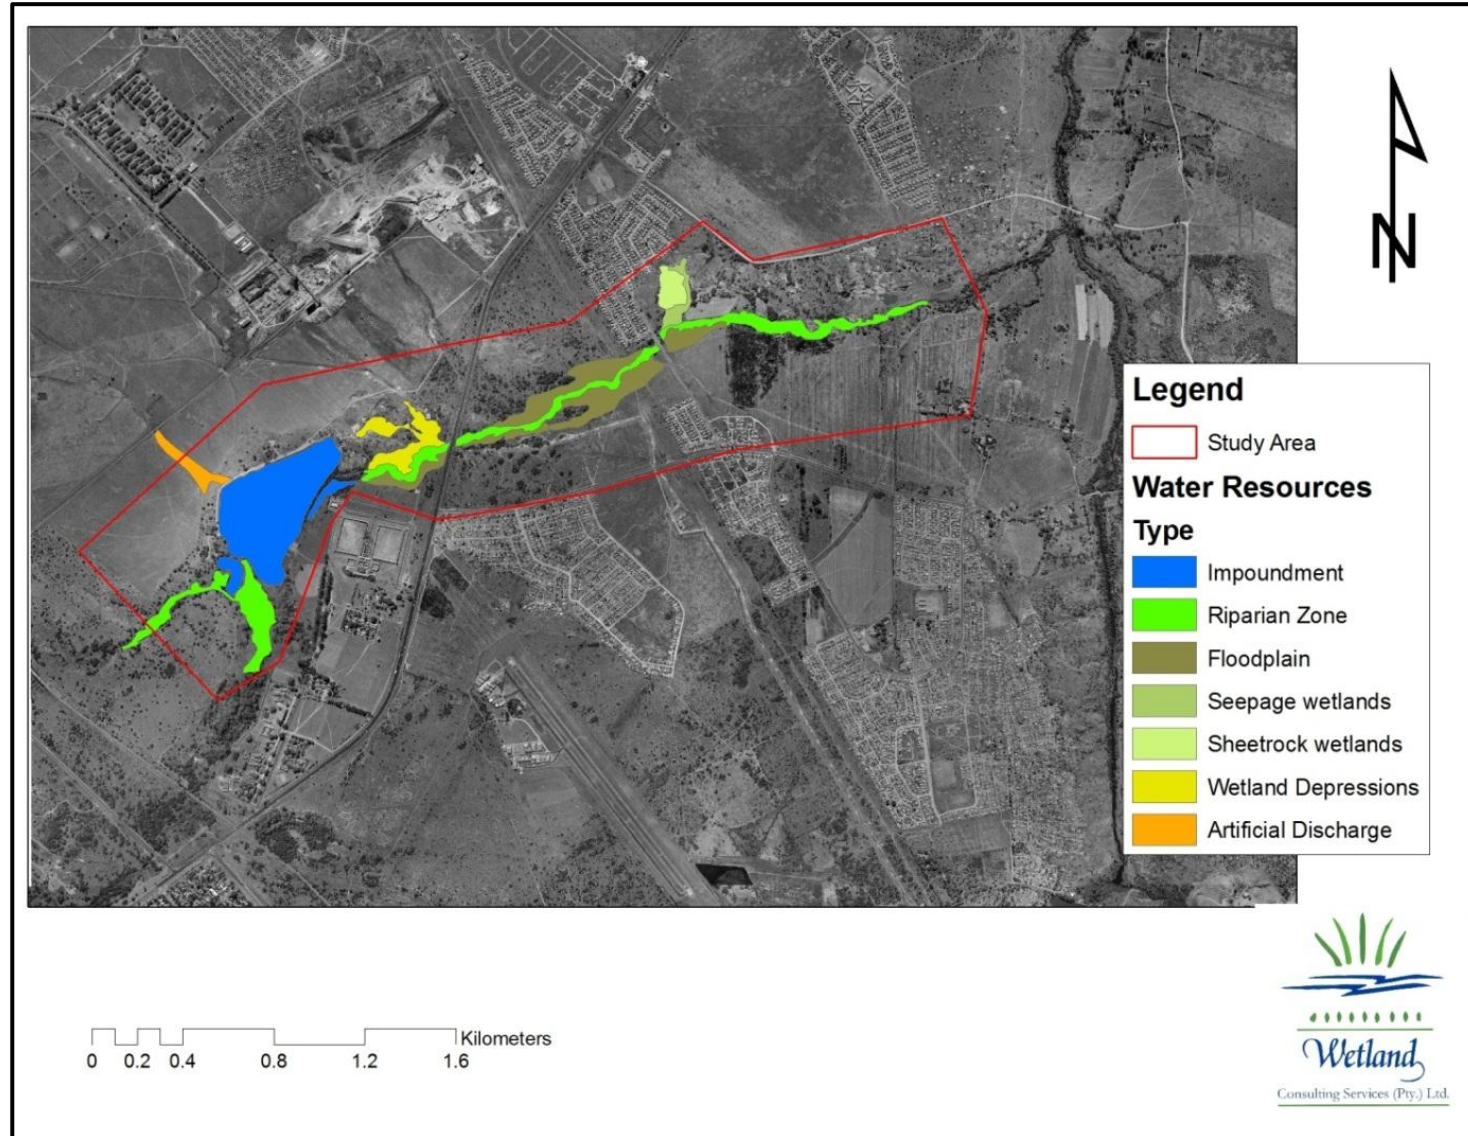 N
Legend
Study Area
Water Resources
Type
Impoundment
Riparian Zone
Floodplain
Seepage wetlands
Sheetrock wetlands
Wetland Depressions
Artificial Discharge
Kilometers
0 0.2 0.4 0.8 1.2 1.6
Wetland
Consulting Services (Pty.) Ltd.